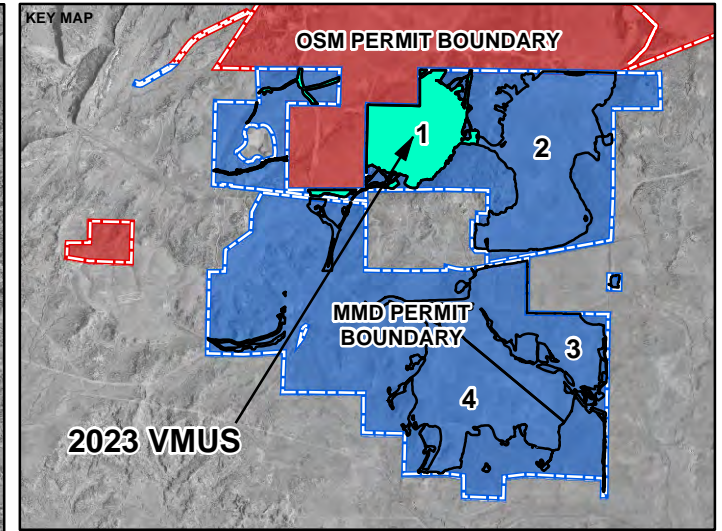 KEY MAP
OSM PERMIT BOUNDARY
1
2
MMD PERMIT
BOUNDARY
3
4
2023 VMUS